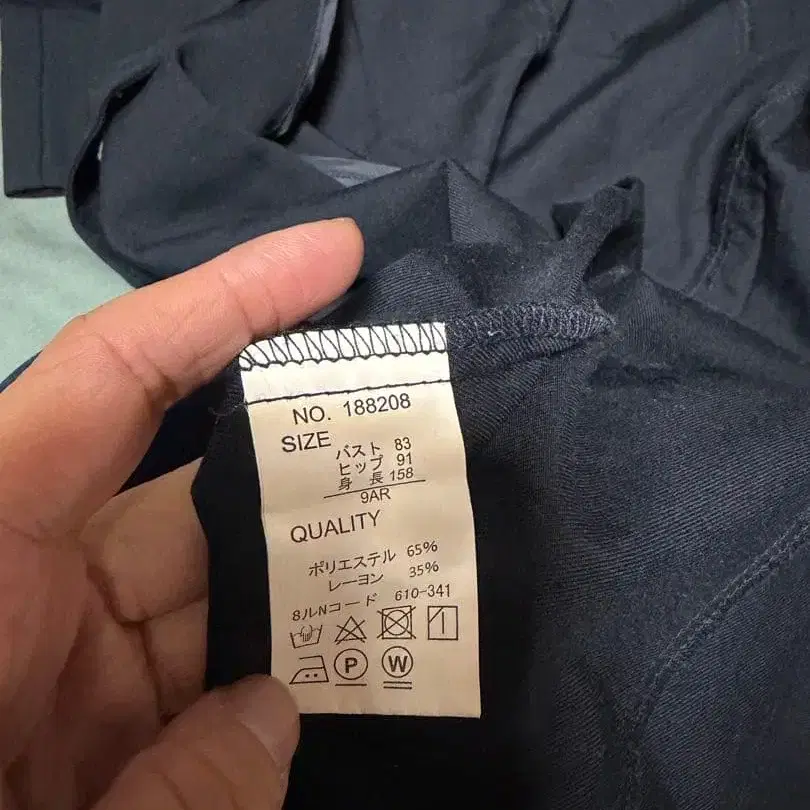 NO. 188208
SIZE
バスト 83
ヒップ 91
身 長 158
9AR
QUALITY
ポリエステル 65%
レーヨン 35%
8ルNコード 610-341
P W